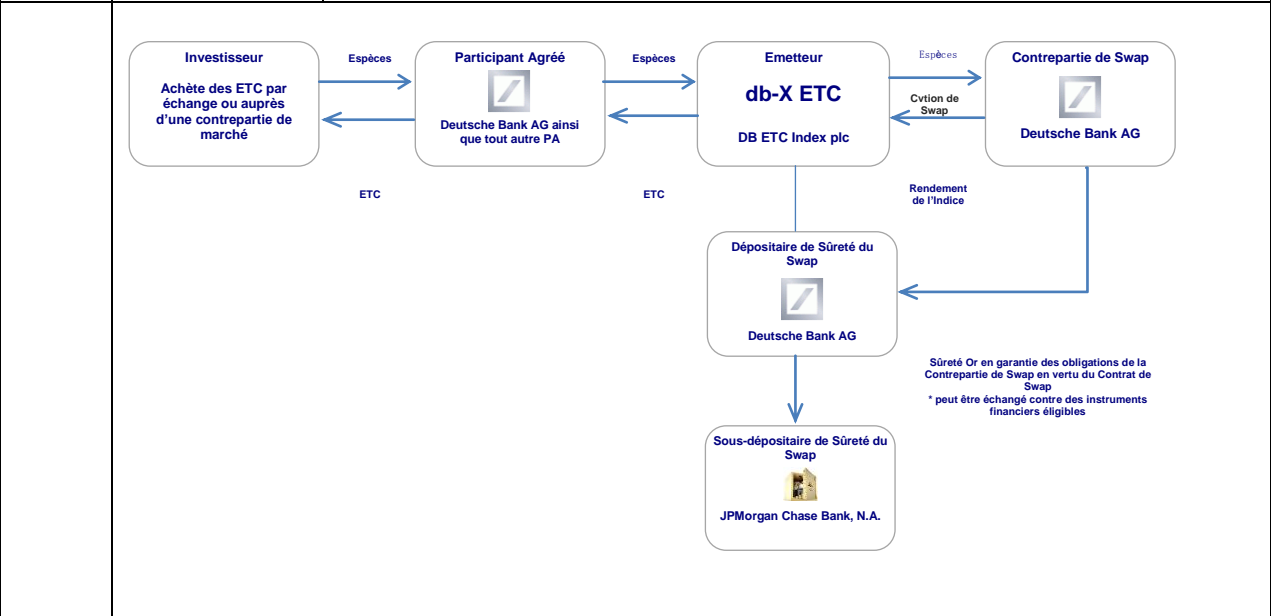 Investisseur
Achète des ETC par
échange ou auprès
d'une contrepartie de
marché
Espèces
ETC
Participant Agréé
Deutsche Bank AG ainsi
que tout autre PA
Espèces
ETC
Emetteur
db-X ETC
DB ETC Index plc
Espèces
Cvtion de
Swap
Rendement
de l'Indice
Contrepartie de Swap
Deutsche Bank AG
Dépositaire de Sûreté du
Swap
Deutsche Bank AG
Sûreté Or en garantie des obligations de la
Contrepartie de Swap en vertu du Contrat de
Swap
* peut être échangé contre des instruments
financiers éligibles
Sous-dépositaire de Sûreté du
Swap
JPMorgan Chase Bank, N.A.